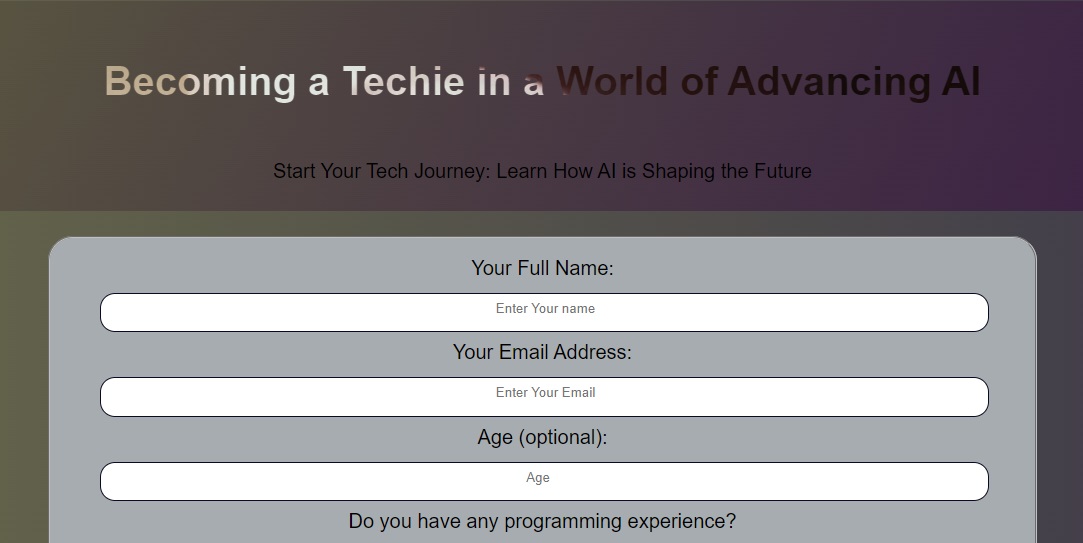 Becoming a Techie in a World of Advancing AI
Start Your Tech Journey: Learn How AI is Shaping the Future
Your Full Name:
Enter Your name
Your Email Address:
Enter Your Email
Age (optional):
Age
Do you have any programming experience?